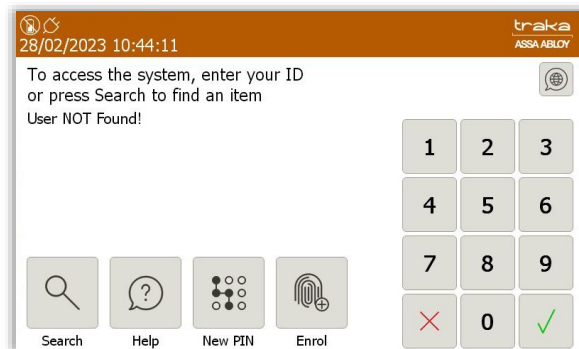 28/02/2023 10:44:11
traka
ASSA ABLOY
To access the system, enter your ID
or press Search to find an item
User NOT Found!
1 2 3
4 5 6
7 8 9
0
Search Help New PIN Enrol